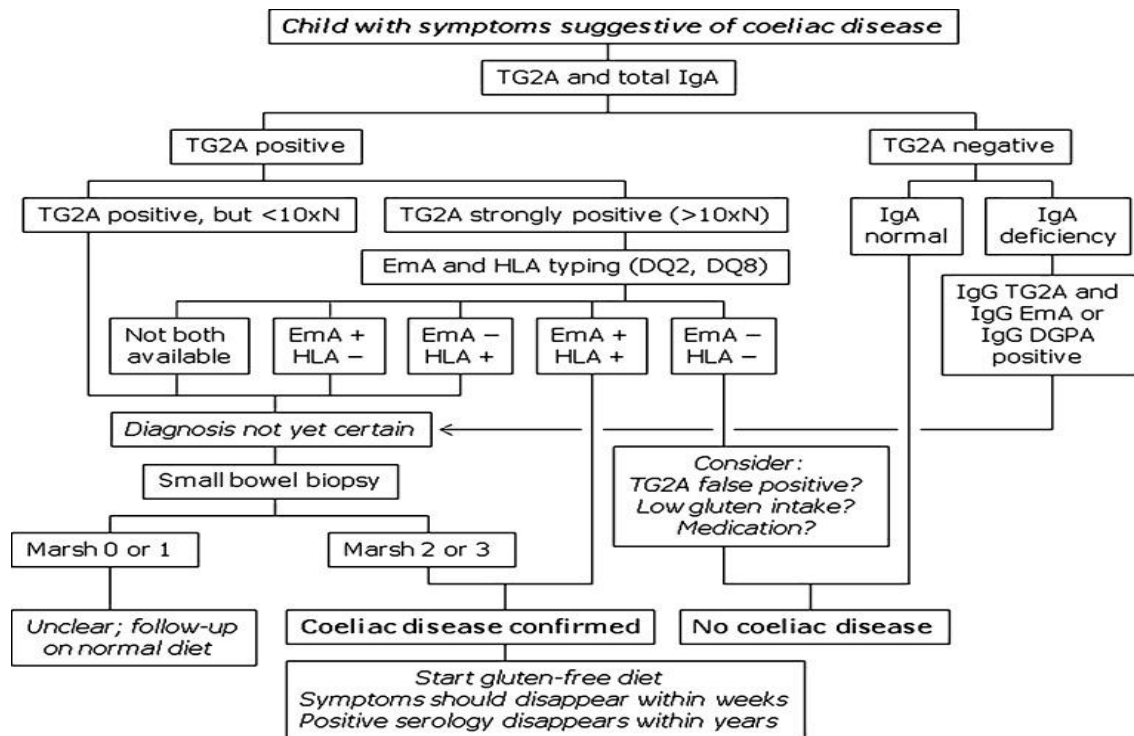 Child with symptoms suggestive of coeliac disease
TG2A and total IgA
TG2A positive
TG2A negative
TG2A positive, but <10xN
TG2A strongly positive (>10xN)
IgA
normal
IgA
deficiency
EmA and HLA typing (DQ2, DQ8)
Not both
available
EmA +
HLA −
EmA −
HLA +
EmA +
HLA +
EmA −
HLA −
IgG TG2A and
IgG EmA or
IgG DGPA
positive
Diagnosis not yet certain
Consider:
TG2A false positive?
Low gluten intake?
Medication?
Small bowel biopsy
Marsh 0 or 1
Marsh 2 or 3
Unclear; follow-up
on normal diet
Coeliac disease confirmed
No coeliac disease
Start gluten-free diet
Symptoms should disappear within weeks
Positive serology disappears within years